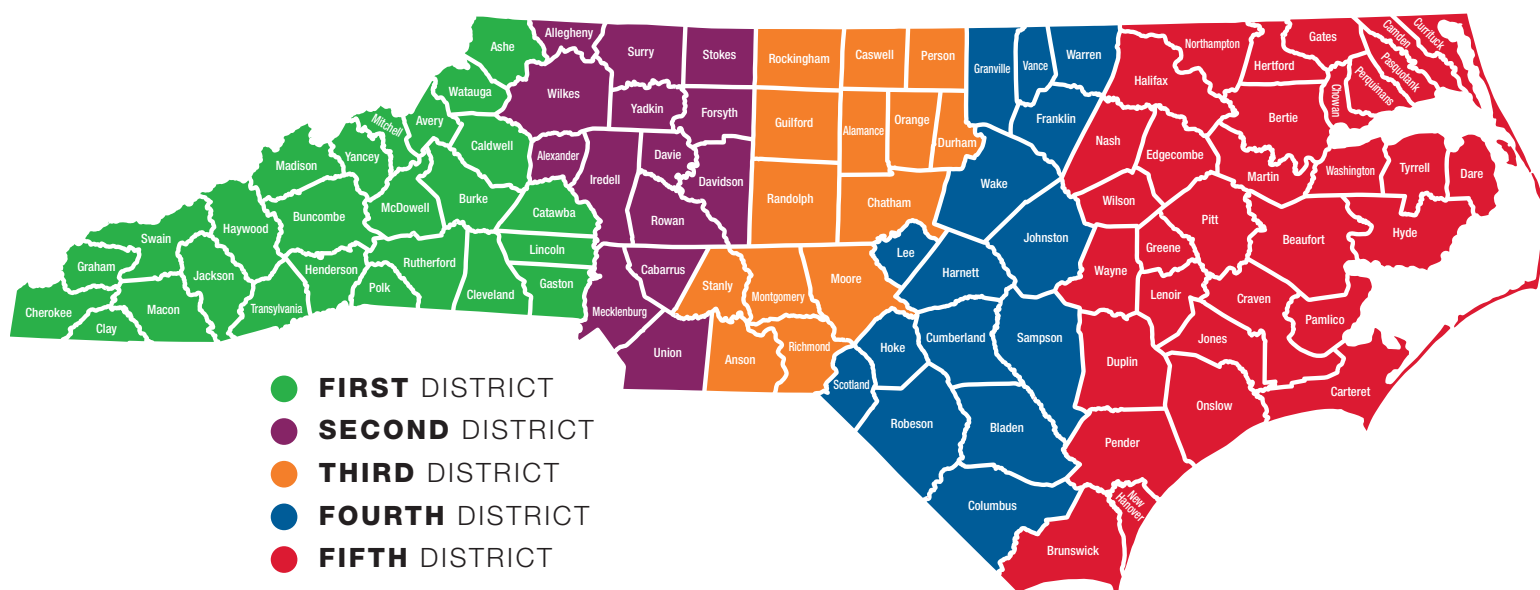 Ashe
Allegheny
Surry
Stokes
Rockingham
Caswell
Person
Granville
Vance
Warren
Northampton
Gates
Camden
Currituck
Pasquotank
Perquimans
Chowan
Hertford
Halifax
Watauga
Wilkes
Yadkin
Forsyth
Guilford
Alamance
Orange
Durham
Franklin
Nash
Edgecombe
Bertie
Mitchell
Avery
Caldwell
Alexander
Iredell
Davie
Davidson
Madison
Yancey
McDowell
Burke
Catawba
Rowan
Randolph
Chatham
Wake
Wilson
Martin
Washington
Tyrrell
Dare
Swain
Haywood
Buncombe
Rutherford
Lincoln
Johnston
Pitt
Beaufort
Hyde
Graham
Jackson
Henderson
Polk
Cleveland
Gaston
Cabarrus
Stanly
Montgomery
Moore
Lee
Harnett
Wayne
Greene
Lenoir
Craven
Pamlico
Cherokee
Clay
Macon
Transylvania
Mecklenburg
Union
Anson
Richmond
Hoke
Scotland
Cumberland
Sampson
Duplin
Jones
Onslow
Carteret
Robeson
Bladen
Pender
Columbus
New
Hanover
Brunswick
FIRST DISTRICT
SECOND DISTRICT
THIRD DISTRICT
FOURTH DISTRICT
FIFTH DISTRICT